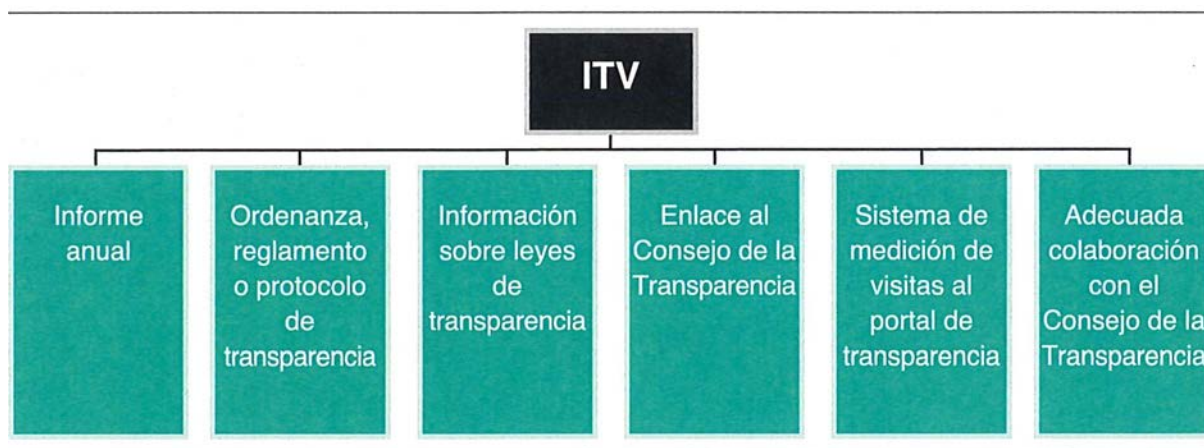 ITV
Informe
anual
Ordenanza,
reglamento
o protocolo
de
transparencia
Información
sobre leyes
de
transparencia
Enlace al
Consejo de la
Transparencia
Sistema de
medición de
visitas al
portal de
transparencia
Adecuada
colaboración
con el
Consejo de la
Transparencia